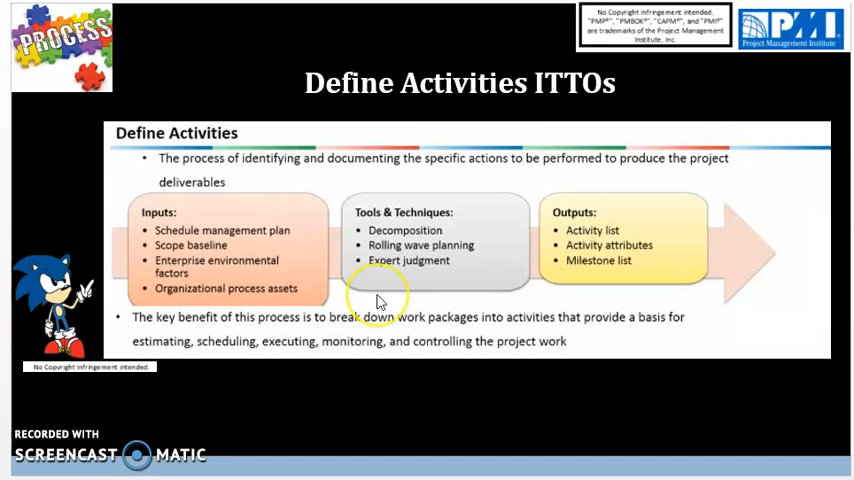 PROCESS
No Copyright Infringement intended.
"PMP®", "PMBOK®", "CAPM®", and "PMI®"
are trademarks of the Project Management
Institute, Inc.
PMI®
Project Management Institute
Define Activities ITTOs
Define Activities
• The process of identifying and documenting the specific actions to be performed to produce the project
deliverables
Inputs:
• Schedule management plan
• Scope baseline
• Enterprise environmental
factors
• Organizational process assets
Tools & Techniques:
• Decomposition
• Rolling wave planning
• Expert judgment
Outputs:
• Activity list
• Activity attributes
• Milestone list
• The key benefit of this process is to break down work packages into activities that provide a basis for
estimating, scheduling, executing, monitoring, and controlling the project work
No Copyright Infringement intended.
RECORDED WITH
SCREENCAST MATIC